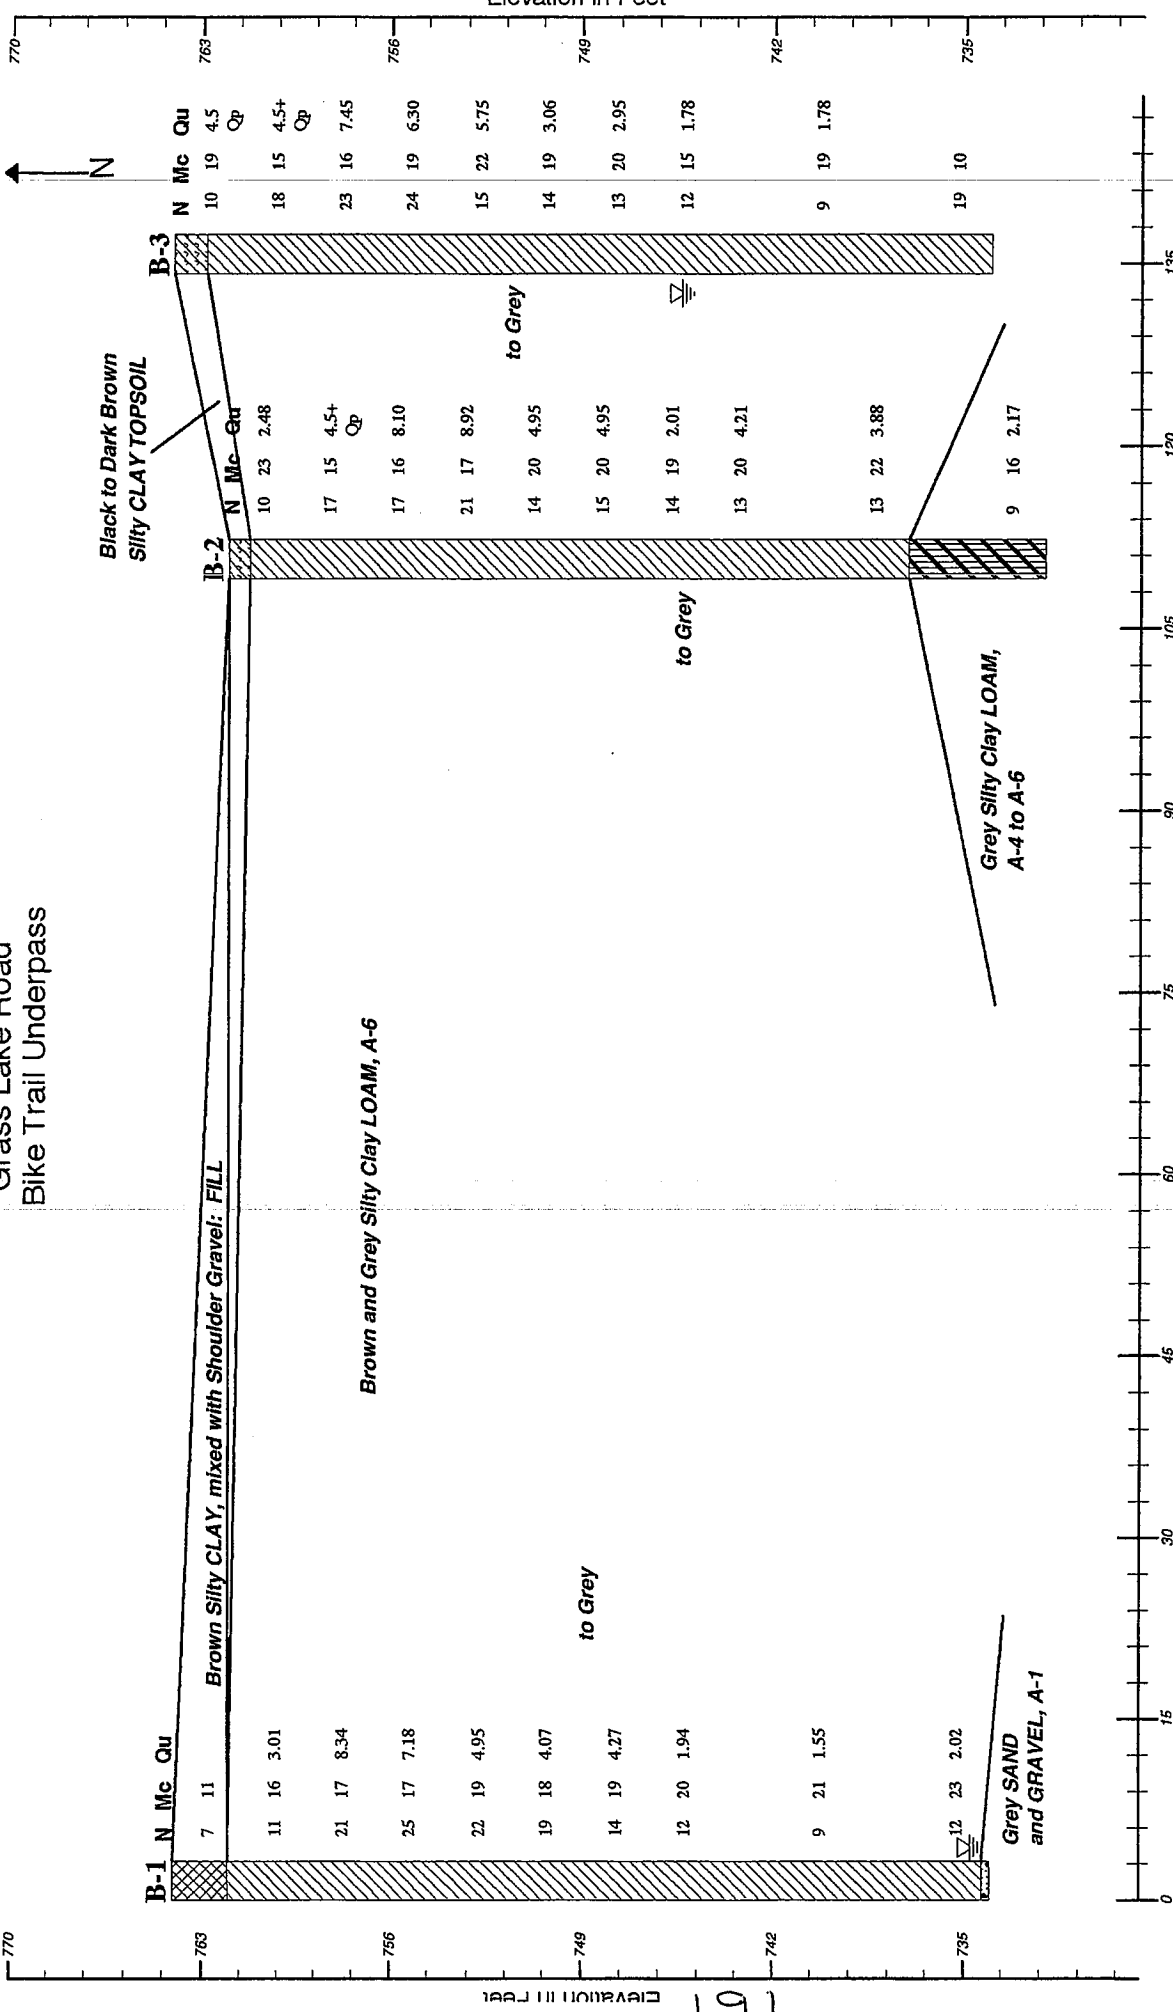 Grass Lake Road
Bike Trail Underpass
Elevation in Feet
770
763
756
749
742
735
N
B-1
N Mc Qu
7 11
11 16 3.01
21 17 8.34
25 17 7.18
22 19 4.95
19 18 4.07
14 19 4.27
12 20 1.94
9 21 1.55
12 23 2.02
Grey SAND
and GRAVEL, A-1
Brown Silty CLAY, mixed with Shoulder Gravel: FILL
to Grey
Brown and Grey Silty Clay LOAM, A-6
Black to Dark Brown
Silty CLAY TOPSOIL
B-2
N Mc Qu
10 23 2.48
17 15 4.5+
Qp
17 16 8.10
21 17 8.92
14 20 4.95
15 20 4.95
14 19 2.01
13 20 4.21
13 22 3.88
9 16 2.17
to Grey
Grey Silty Clay LOAM,
A-4 to A-6
B-3
N Mc Qu
10 19 4.5
Qp
18 15 4.5+
Qp
23 16 7.45
24 19 6.30
15 22 5.75
14 19 3.06
13 20 2.95
12 15 1.78
9 19 1.78
19 10
to Grey
770
763
756
749
742
735
Elevation in Feet
0
15
30
45
60
75
90
105
120
135